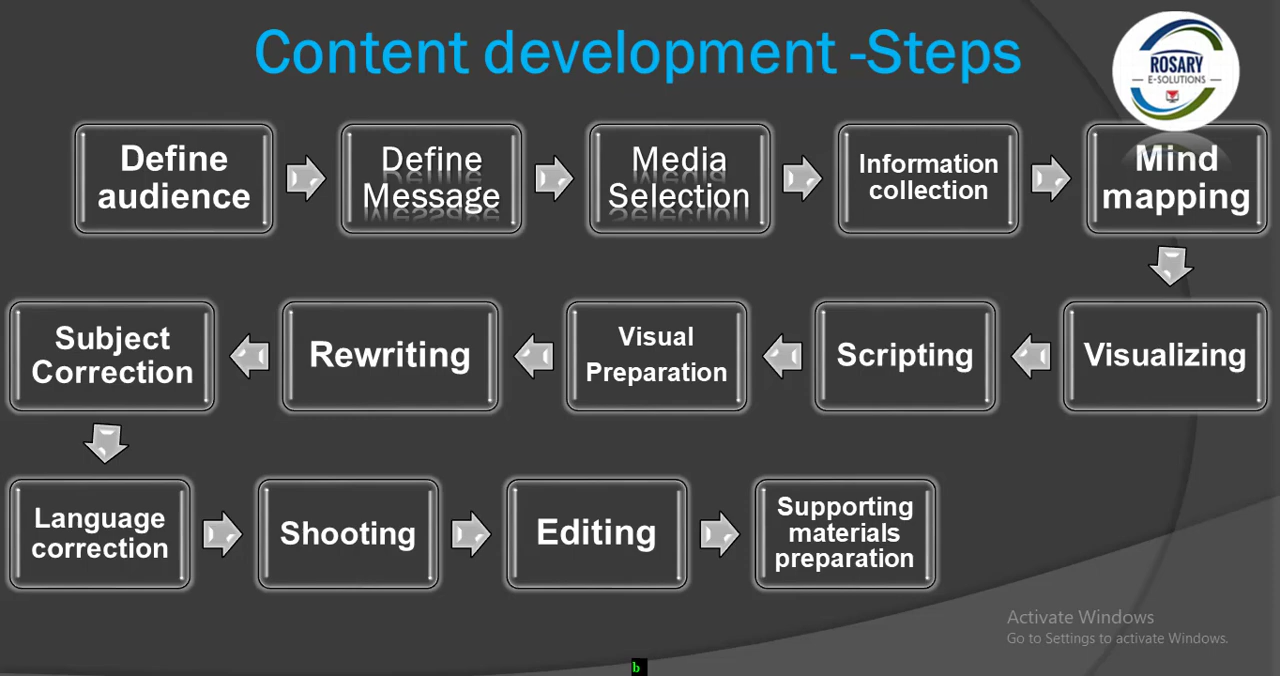 Content development -Steps
ROSARY
E-SOLUTIONS
Define
audience
Define
Message
Media
Selection
Information
collection
Mind
mapping
Visualizing
Scripting
Visual
Preparation
Rewriting
Subject
Correction
Language
correction
Shooting
Editing
Supporting
materials
preparation
Activate Windows
Go to Settings to activate Windows.
b